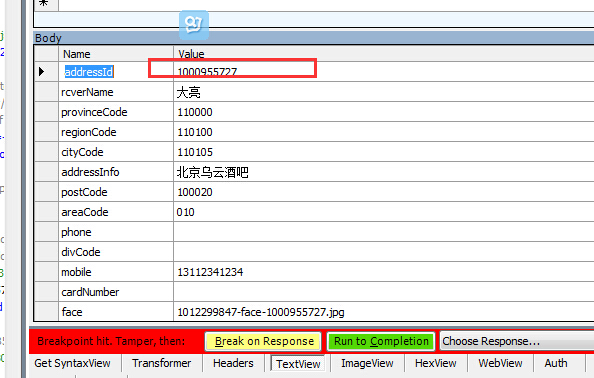 Body
Name Value
addressId 1000955727
rcverName 大亮
provinceCode 110000
regionCode 110100
cityCode 110105
addressInfo 北京乌云酒吧
postCode 100020
areaCode 010
phone
divCode
mobile 13112341234
cardNumber
face 1012299847-face-1000955727.jpg
Breakpoint hit. Tamper, then: Break on Response Run to Completion Choose Response...
Get SyntaxView Transformer Headers TextView ImageView HexView WebView Auth